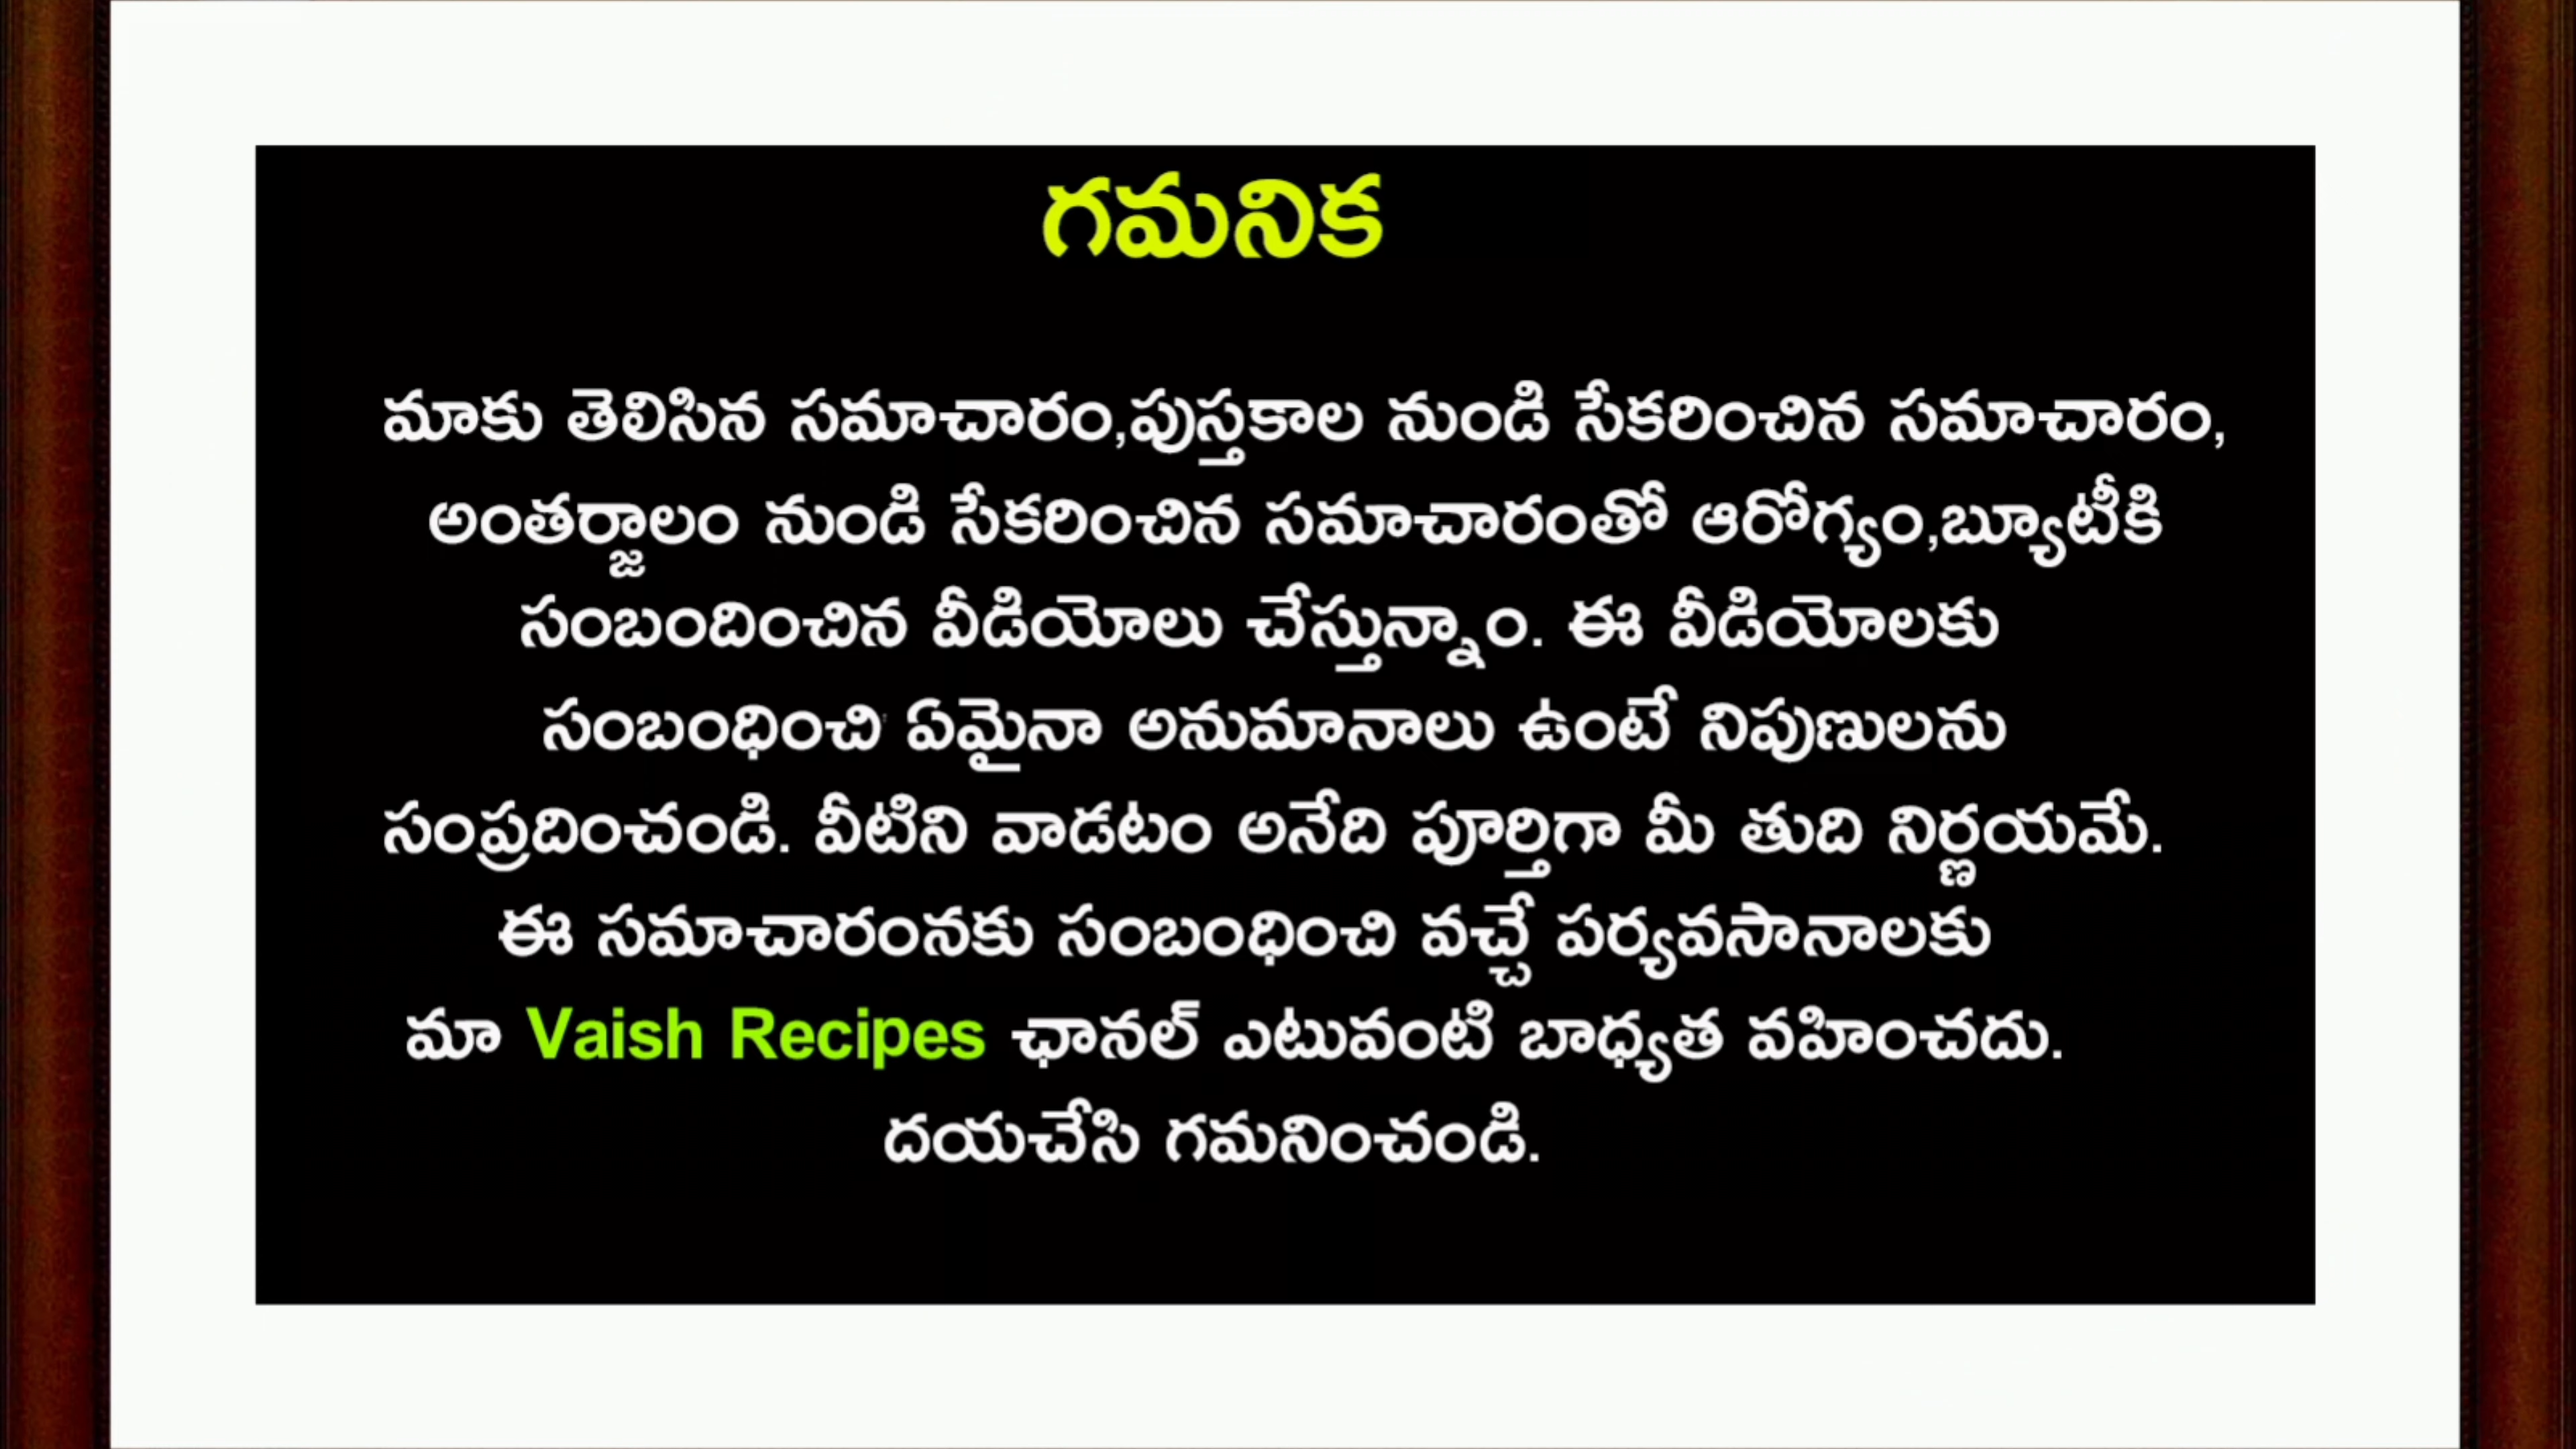 గమనిక
మాకు తెలిసిన సమాచారం,పుస్తకాల నుండి సేకరించిన సమాచారం,
అంతర్జాలం నుండి సేకరించిన సమాచారంతో ఆరోగ్యం,బ్యూటీకి
సంబందించిన వీడియోలు చేస్తున్నాం. ఈ వీడియోలకు
సంబంధించి ఏమైనా అనుమానాలు ఉంటే నిపుణులను
సంప్రదించండి. వీటిని వాడటం అనేది పూర్తిగా మీ తుది నిర్ణయమే.
ఈ సమాచారంనకు సంబంధించి వచ్చే పర్యవసానాలకు
మా Vaish Recipes ఛానల్ ఎటువంటి బాధ్యత వహించదు.
దయచేసి గమనించండి.